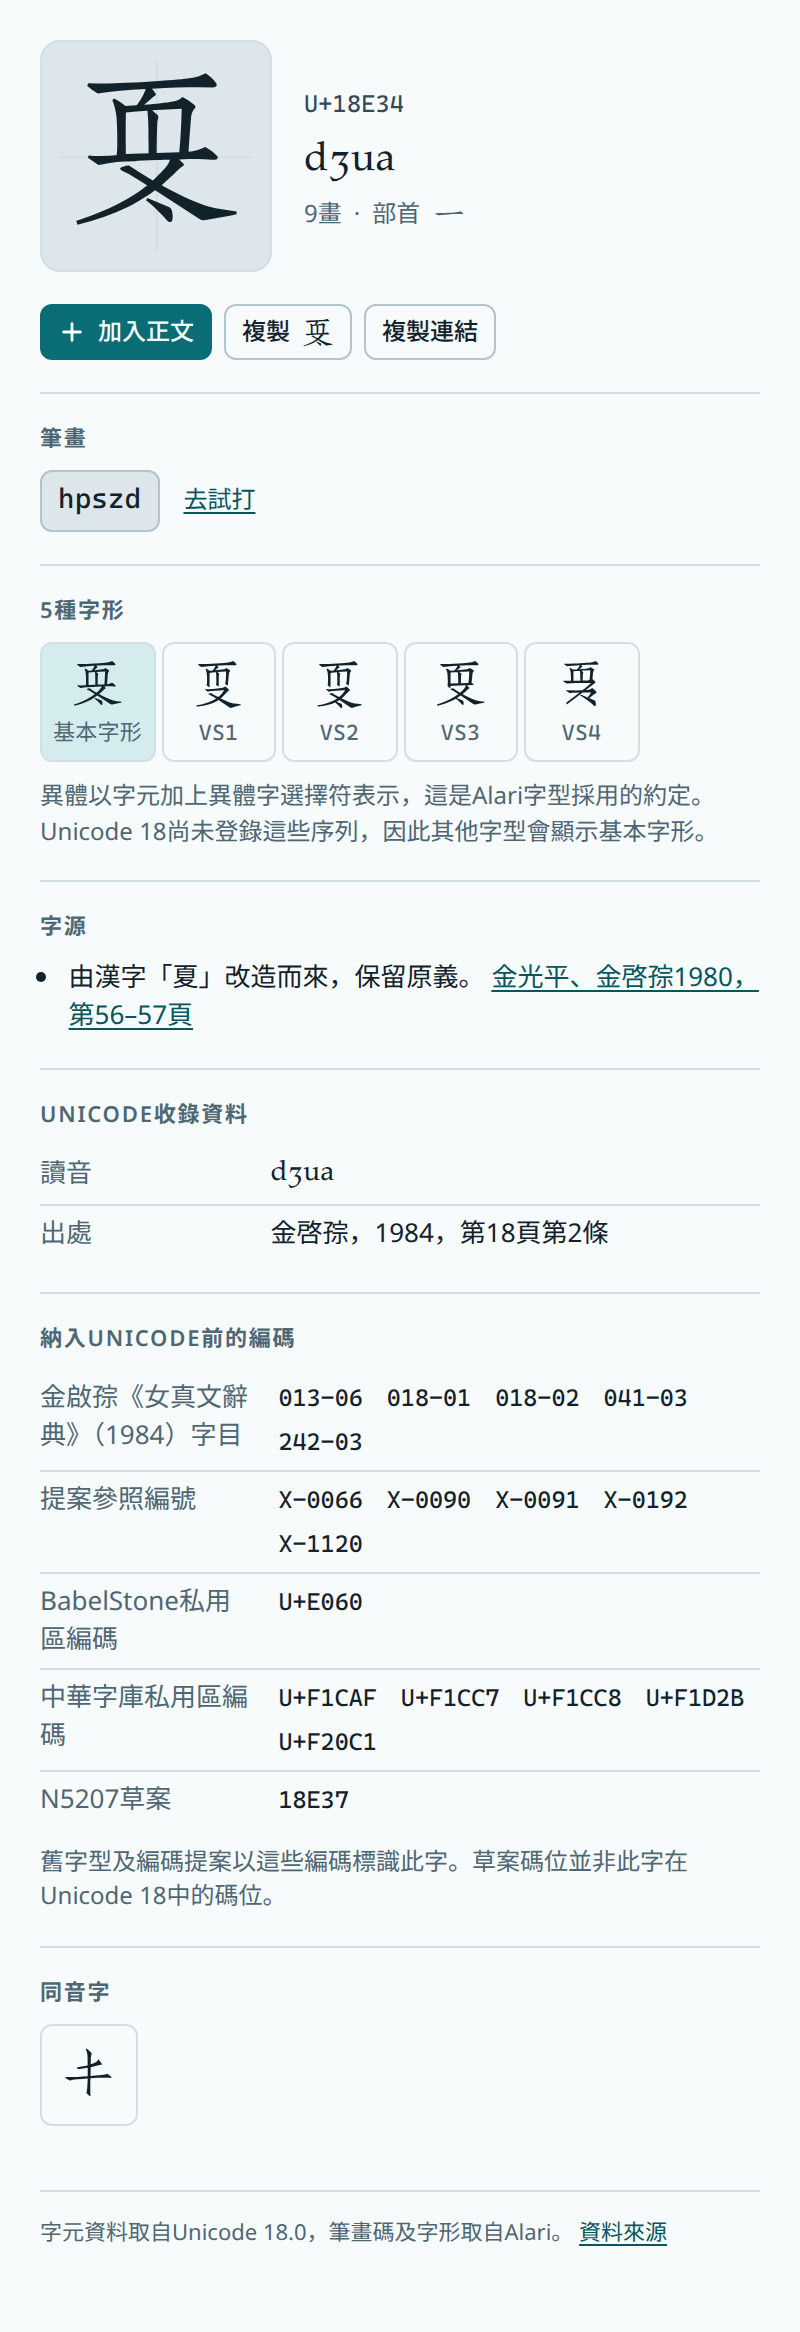 U+18E34
dʒua
9畫 · 部首 一
＋ 加入正文
複製
複製連結
筆畫
hpszd 去試打
5種字形
基本字形 VS1 VS2 VS3 VS4
異體以字元加上異體字選擇符表示，這是Alari字型採用的約定。
Unicode 18尚未登錄這些序列，因此其他字型會顯示基本字形。
字源
• 由漢字「夏」改造而來，保留原義。 金光平、金啓孮1980，
第56–57頁
UNICODE收錄資料
讀音 dʒua
出處 金啓孮，1984，第18頁第2條
納入UNICODE前的編碼
金啟孮《女真文辭 013-06 018-01 018-02 041-03
典》（1984）字目 242-03
提案參照編號 X-0066 X-0090 X-0091 X-0192
X-1120
BabelStone私用 U+E060
區編碼
中華字庫私用區編 U+F1CAF U+F1CC7 U+F1CC8 U+F1D2B
碼 U+F20C1
N5207草案 18E37
舊字型及編碼提案以這些編碼標識此字。草案碼位並非此字在
Unicode 18中的碼位。
同音字
字元資料取自Unicode 18.0，筆畫碼及字形取自Alari。 資料來源